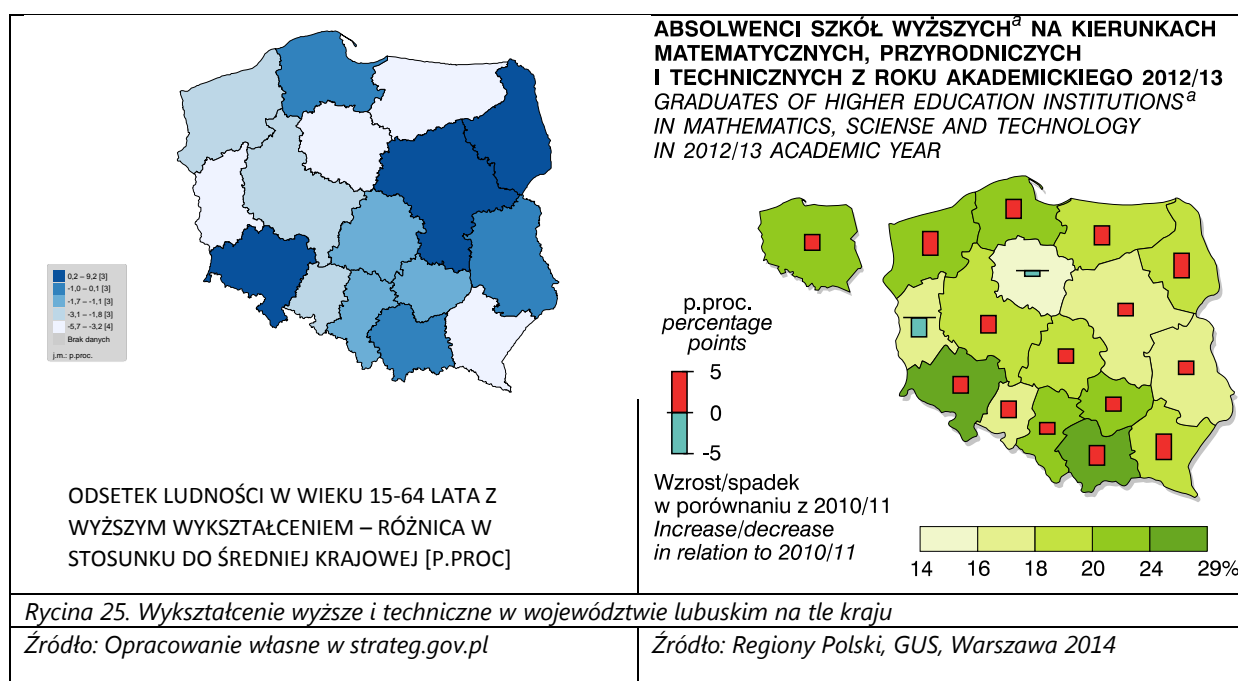 0,2 – 9,2 [3]
-1,0 – 0,1 [3]
-1,7 – -1,1 [3]
-3,1 – -1,8 [3]
-5,7 – -3,2 [4]
Brak danych
j.m.: p.proc.
ODSETEK LUDNOŚCI W WIEKU 15-64 LATA Z
WYŻSZYM WYKSZTAŁCENIEM – RÓŻNICA W
STOSUNKU DO ŚREDNIEJ KRAJOWEJ [P.PROC]
ABSOLWENCI SZKÓŁ WYŻSZYCHa NA KIERUNKACH
MATEMATYCZNYCH, PRZYRODNICZYCH
I TECHNICZNYCH Z ROKU AKADEMICKIEGO 2012/13
GRADUATES OF HIGHER EDUCATION INSTITUTIONSa
IN MATHEMATICS, SCIENSE AND TECHNOLOGY
IN 2012/13 ACADEMIC YEAR
p.proc.
percentage
points
5
0
-5
Wzrost/spadek
w porównaniu z 2010/11
Increase/decrease
in relation to 2010/11
14 16 18 20 24 29%
Rycina 25. Wykształcenie wyższe i techniczne w województwie lubuskim na tle kraju
Źródło: Opracowanie własne w strateg.gov.pl
Źródło: Regiony Polski, GUS, Warszawa 2014